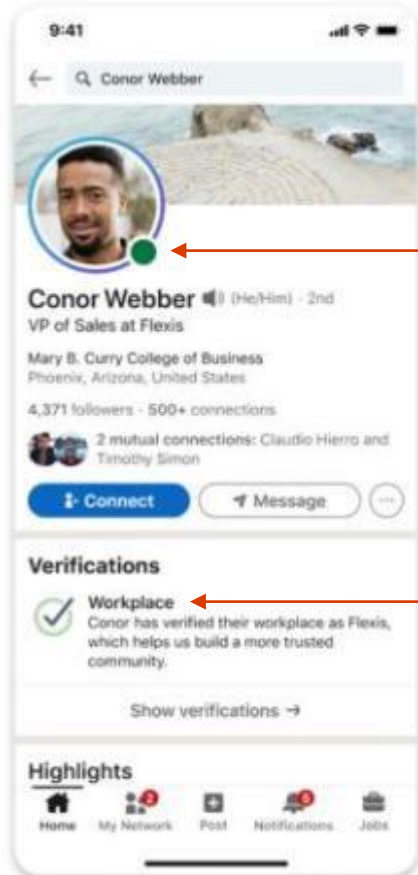 9:41
Conor Webber
Conor Webber (He/Him) · 2nd
VP of Sales at Flexis
Mary B. Curry College of Business
Phoenix, Arizona, United States
4,371 followers · 500+ connections
2 mutual connections: Claudio Hierro and
Timothy Simon
Connect
Message
Verifications
Workplace
Conor has verified their workplace as Flexis,
which helps us build a more trusted
community.
Show verifications →
Highlights
Home My Network Post Notifications Jobs